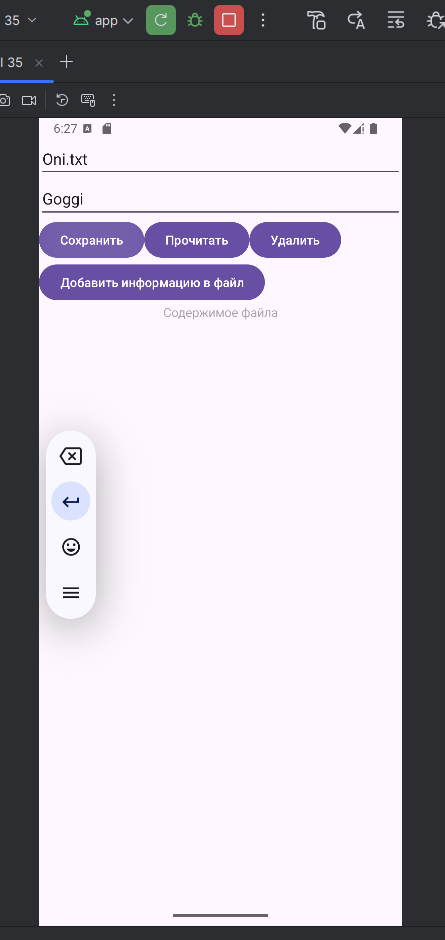 35 app
l 35
6:27 A
Oni.txt
Goggi
Сохранить Прочитать Удалить
Добавить информацию в файл
Содержимое файла